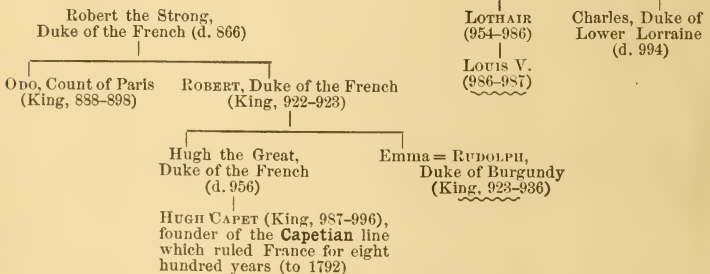 Robert the Strong,
Duke of the French (d. 866)
LOTHAIR
(954–986)
Charles, Duke of
Lower Lorraine
(d. 994)
LOUIS V.
(986–987)
ODO, Count of Paris
(King, 888–898)
ROBERT, Duke of the French
(King, 922–923)
Hugh the Great,
Duke of the French
(d. 956)
Emma = RUDOLPH,
Duke of Burgundy
(King, 923–936)
HUGH CAPET (King, 987–996),
founder of the Capetian line
which ruled France for eight
hundred years (to 1792)